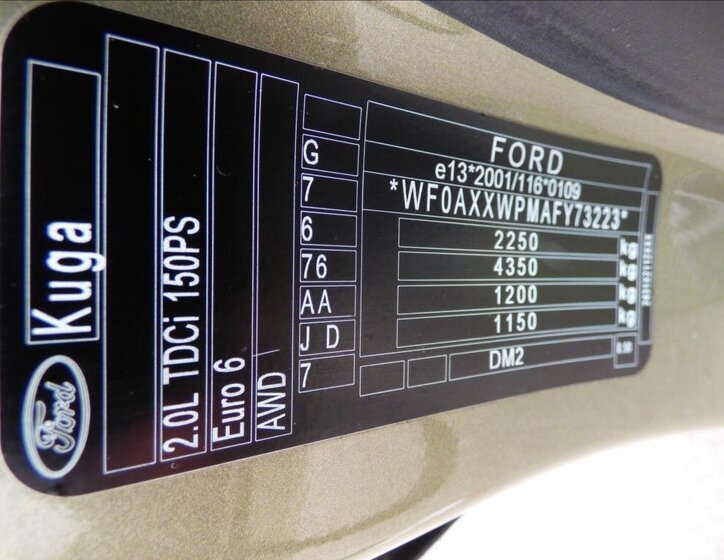 Ford
Kuga
2.0L TDCi 150PS
Euro 6
AWD
G
7
6
76
AA
J D
7
FORD
e13*2001/116*0109
*WF0AXXWPMAFY73223*
2250 kg
4350 kg
1200 kg
1150 kg
DM2